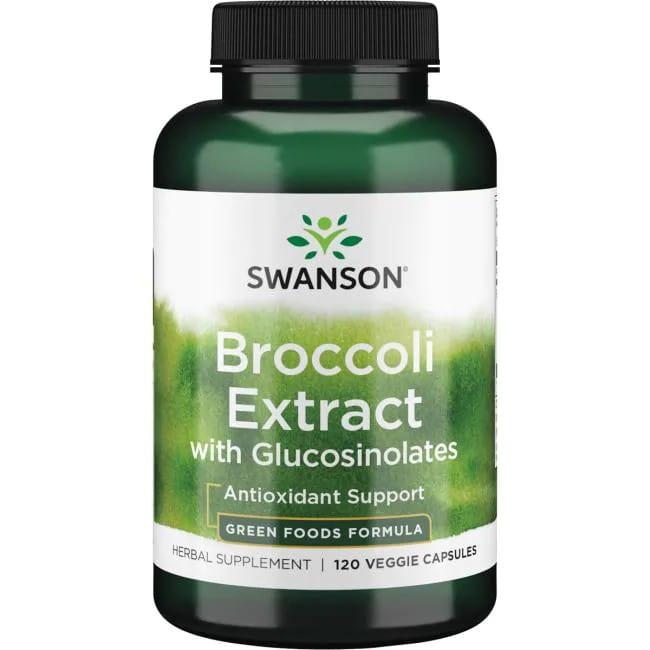 SWANSON®
Broccoli
Extract
with Glucosinolates
Antioxidant Support
GREEN FOODS FORMULA
HERBAL SUPPLEMENT | 120 VEGGIE CAPSULES